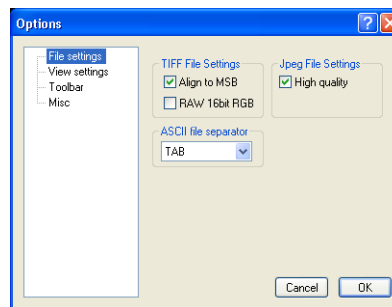 Options
File settings
View settings
Toolbar
Misc
TIFF File Settings
Align to MSB
RAW 16bit RGB
Jpeg File Settings
High quality
ASCII file separator
TAB
Cancel
OK